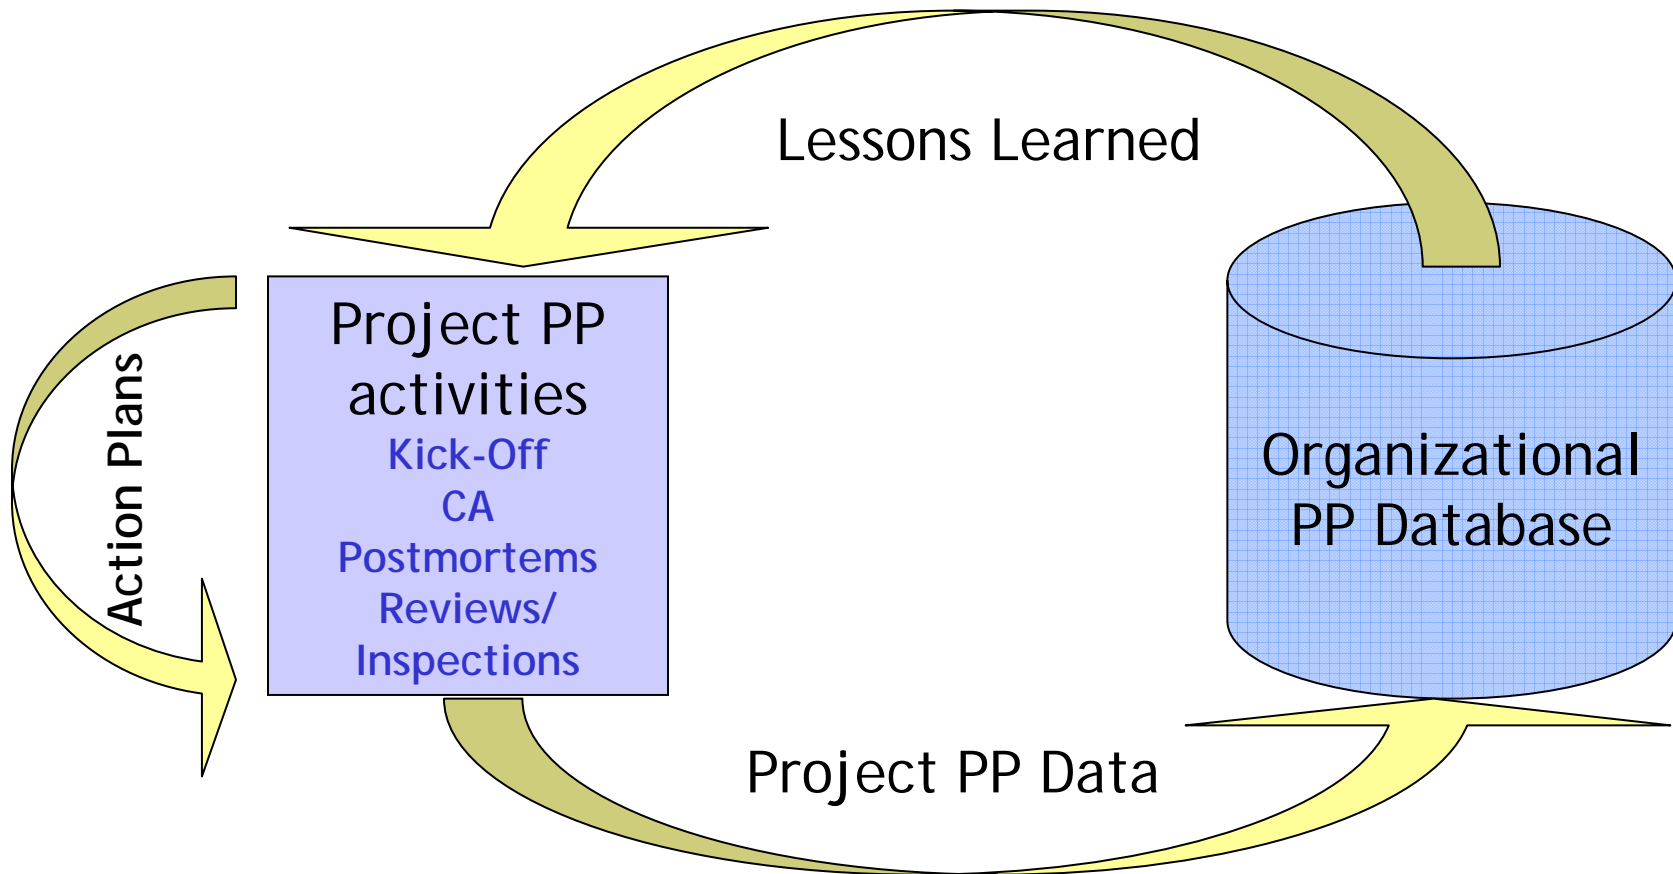 Lessons Learned
Action Plans
Project PP
activities
Kick-Off
CA
Postmortems
Reviews/
Inspections
Organizational
PP Database
Project PP Data